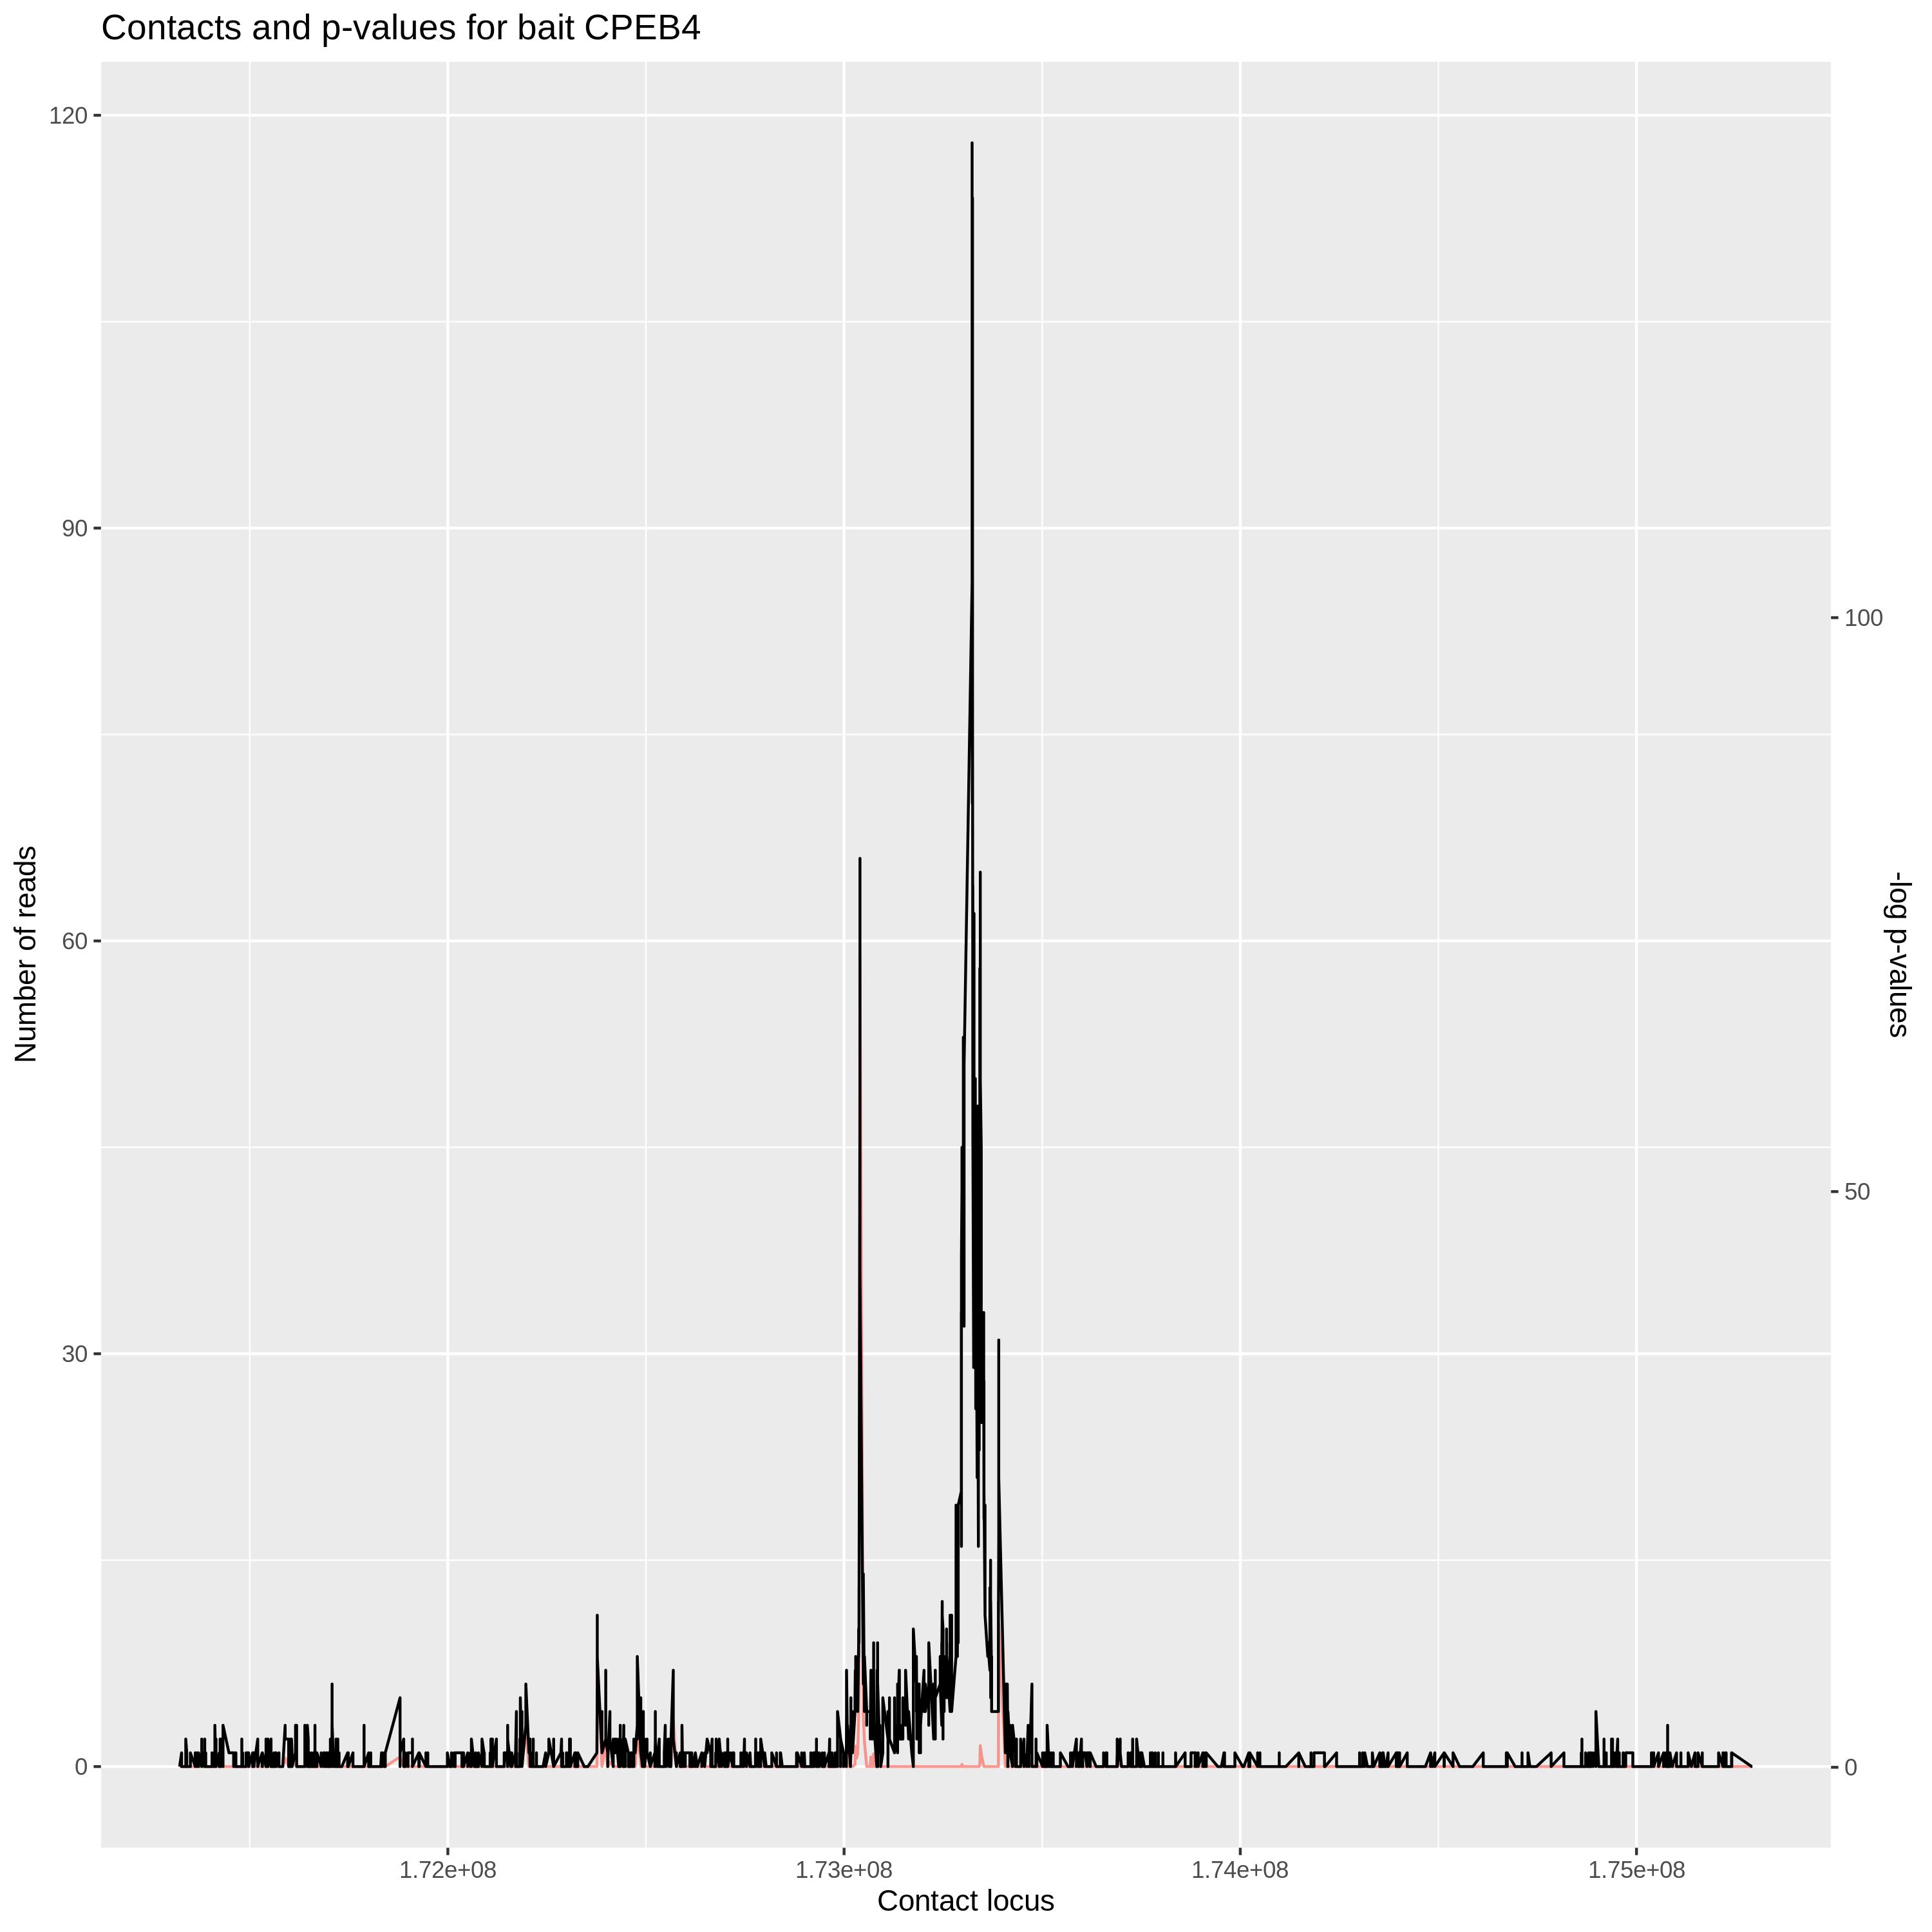 Contacts and p-values for bait CPEB4
120
90
60
30
0
Number of reads
100
50
0
-log p-values
1.72e+08
1.73e+08
1.74e+08
1.75e+08
Contact locus